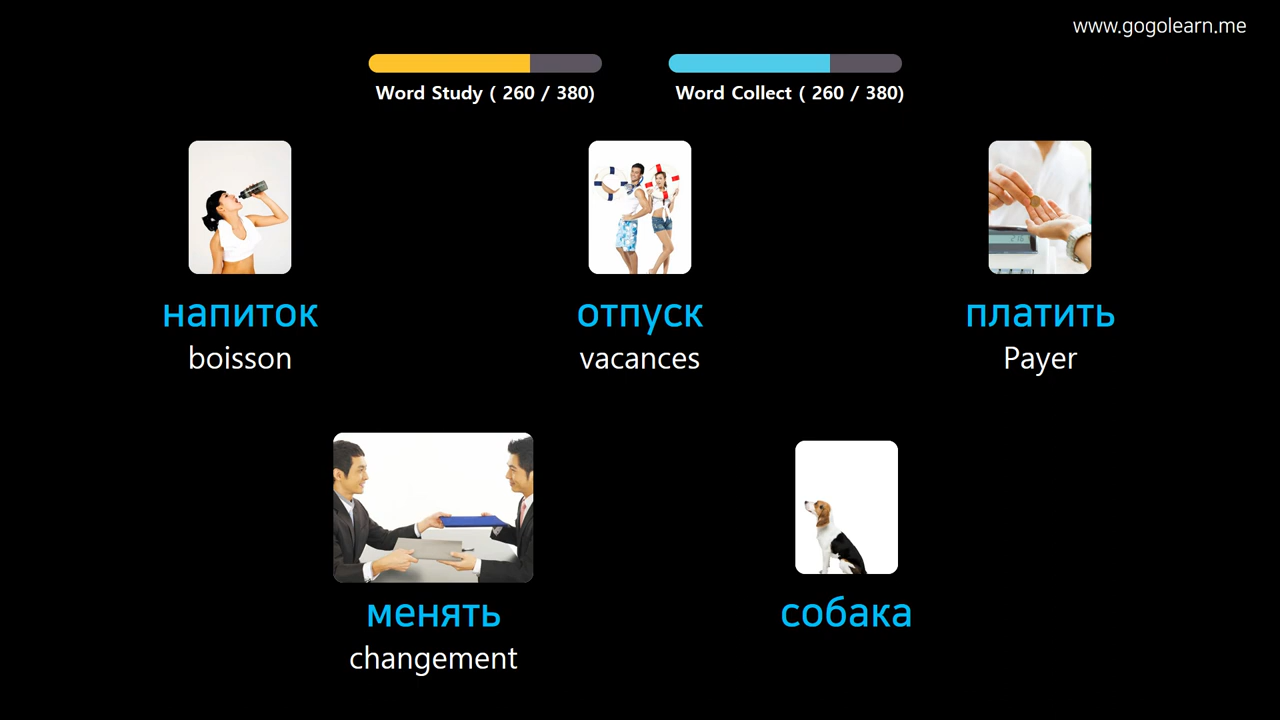 www.gogolearn.me
Word Study ( 260 / 380)
Word Collect ( 260 / 380)
напиток
boisson
отпуск
vacances
платить
Payer
менять
changement
собака